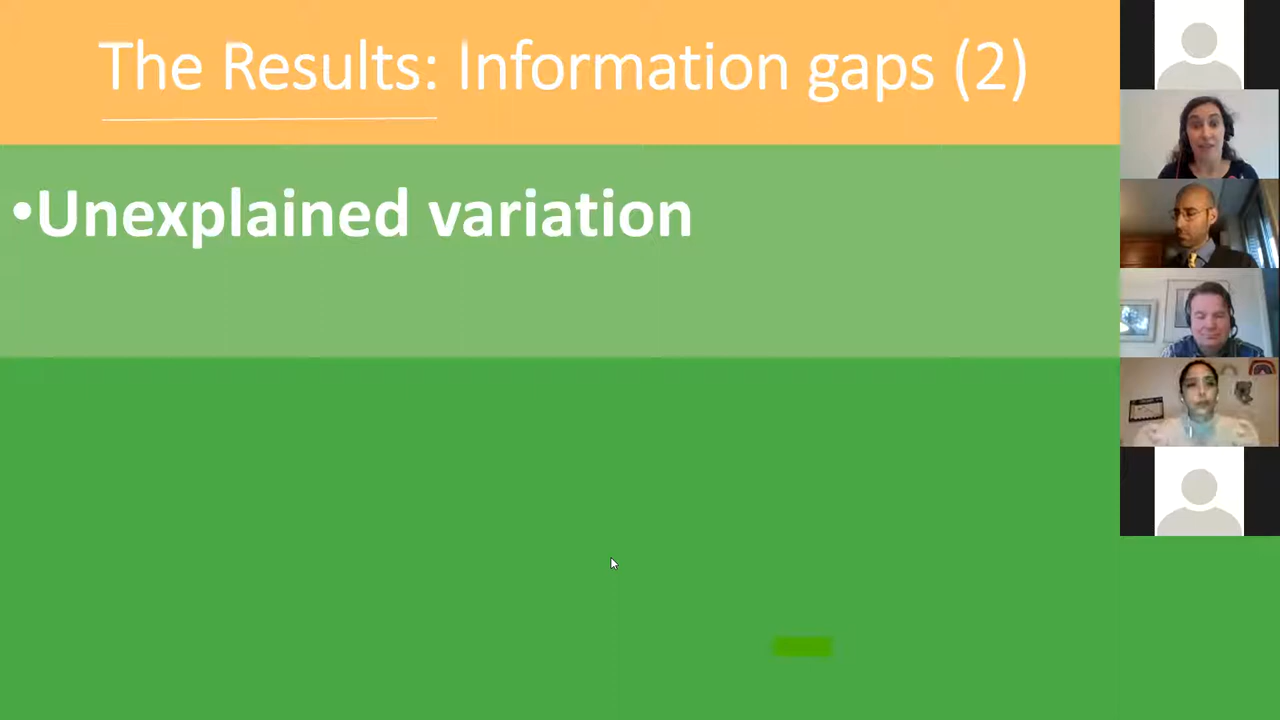 The Results: Information gaps (2)
•Unexplained variation